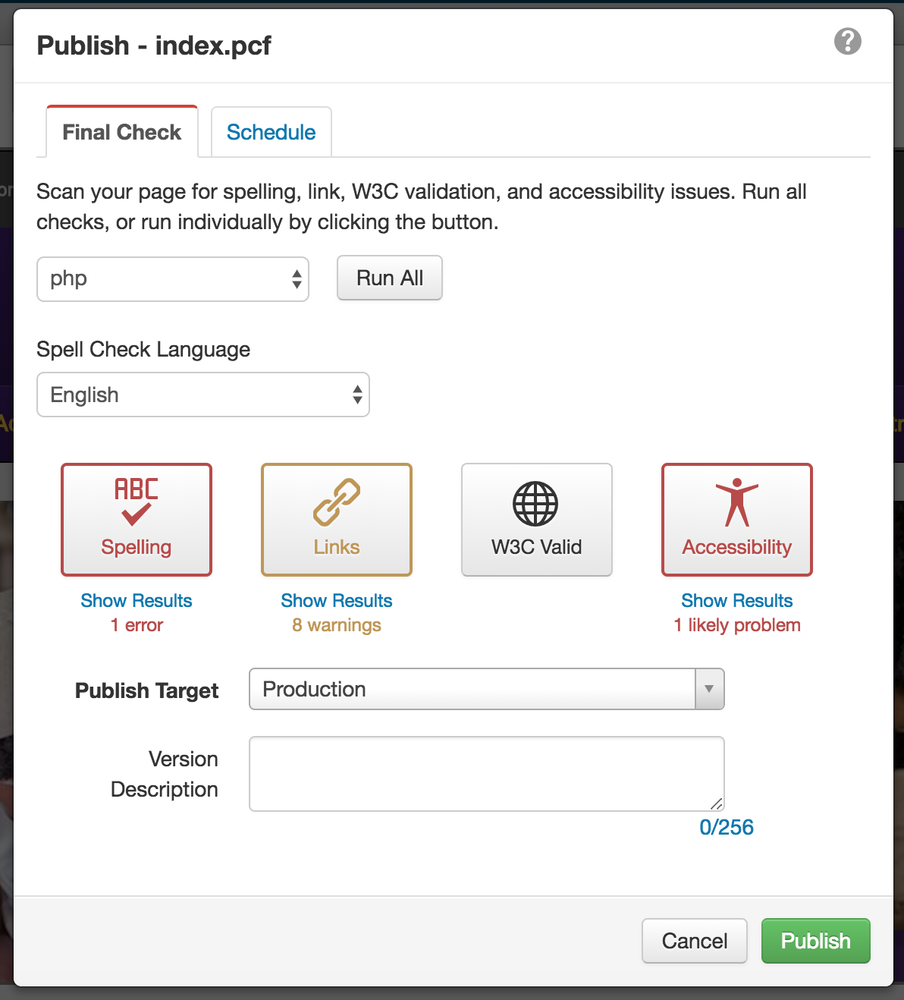 Publish - index.pcf
?
Final Check
Schedule
Scan your page for spelling, link, W3C validation, and accessibility issues. Run all
checks, or run individually by clicking the button.
php
Run All
Spell Check Language
English
ABC
Spelling
Links
W3C Valid
Accessibility
Show Results
Show Results
Show Results
1 error
8 warnings
1 likely problem
Publish Target
Production
Version
Description
0/256
Cancel
Publish